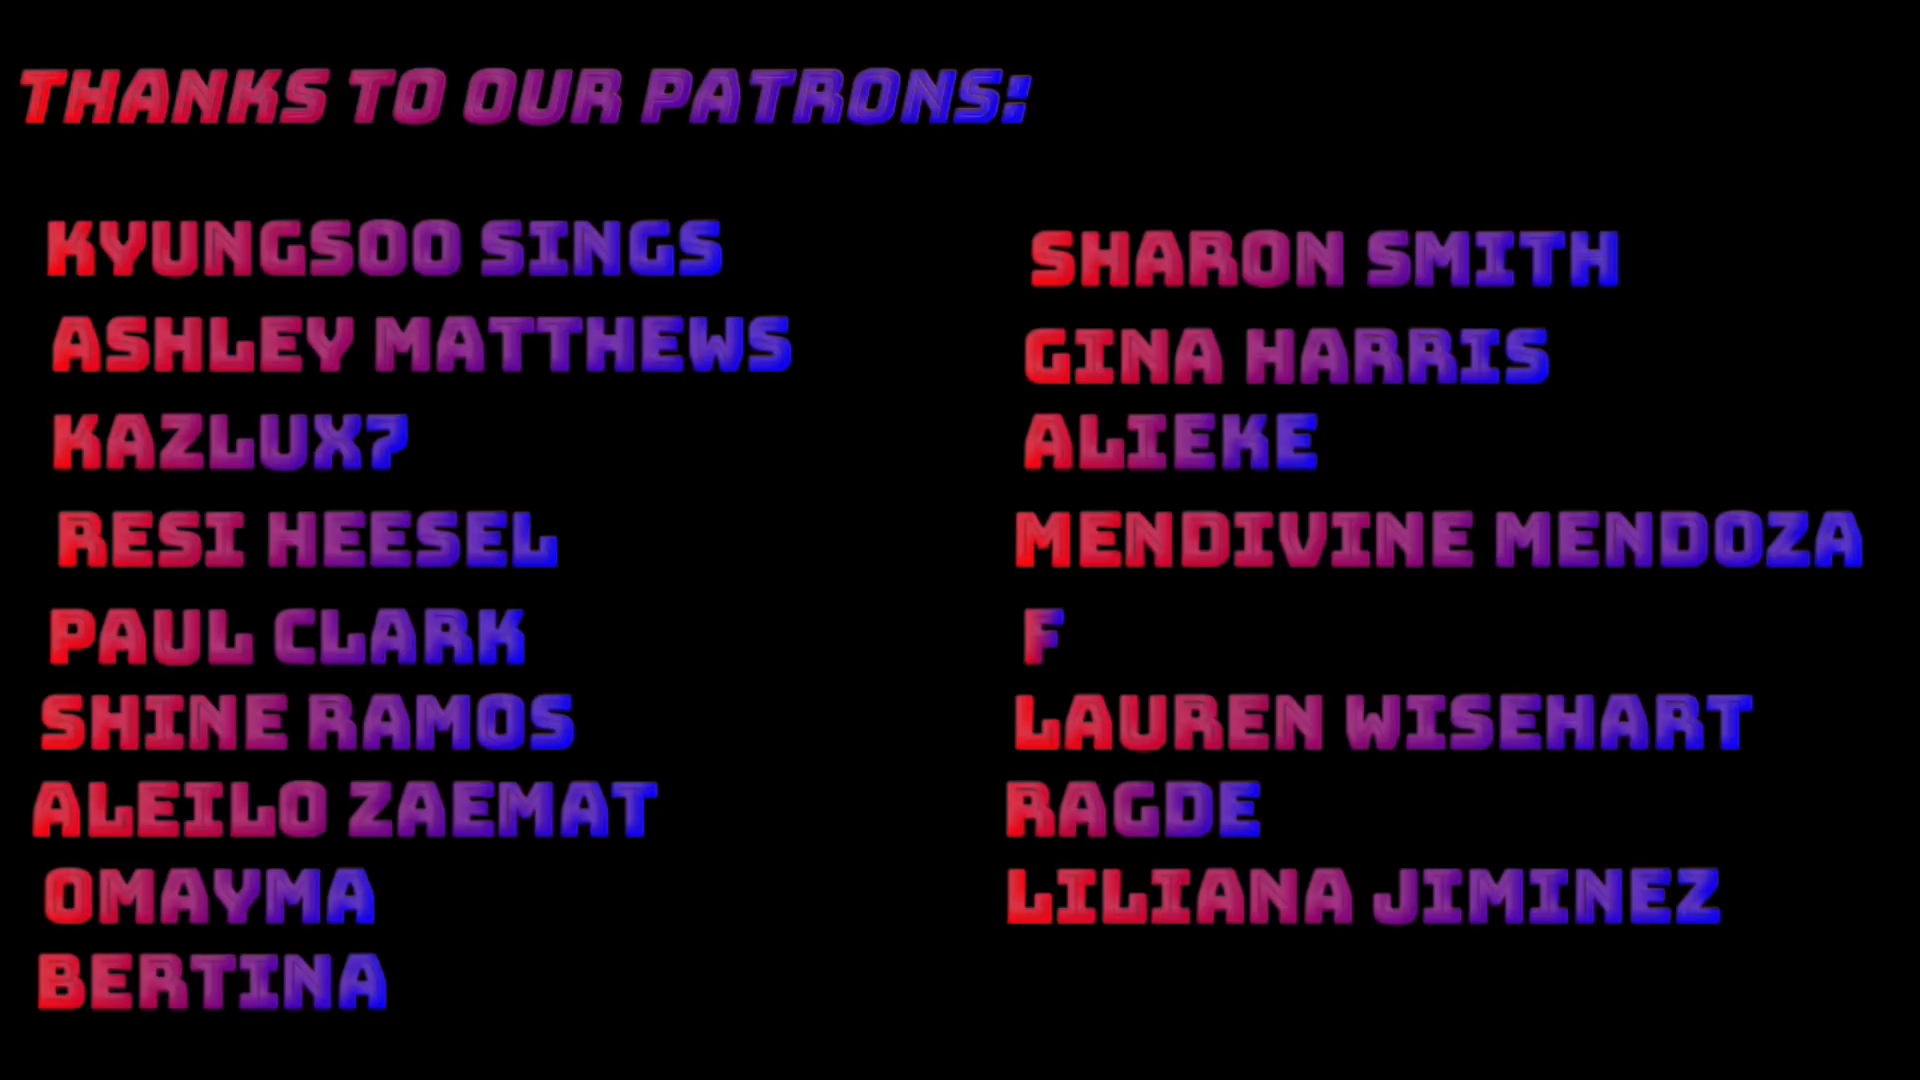 THANKS TO OUR PATRONS:
KYUNGSOO SINGS
ASHLEY MATTHEWS
KAZLUX7
RESI HEESEL
PAUL CLARK
SHINE RAMOS
ALEILO ZAEMAT
OMAYMA
BERTINA
SHARON SMITH
GINA HARRIS
ALIEKE
MENDIVINE MENDOZA
F
LAUREN WISEHART
RAGDE
LILIANA JIMINEZ